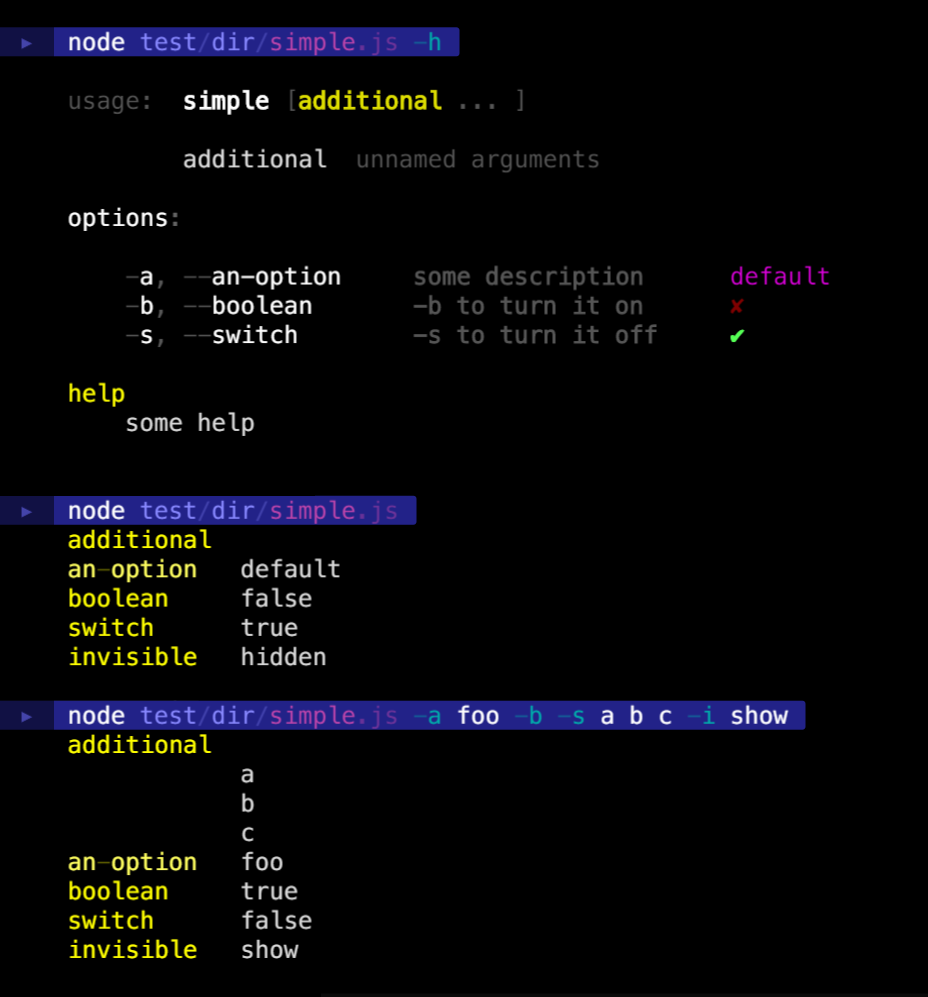 ▸ node test/dir/simple.js -h
usage: simple [additional ... ]
additional unnamed arguments
options:
-a, --an-option some description default
-b, --boolean -b to turn it on ✘
-s, --switch -s to turn it off ✔
help
some help
▸ node test/dir/simple.js
additional
an-option default
boolean false
switch true
invisible hidden
▸ node test/dir/simple.js -a foo -b -s a b c -i show
additional
a
b
c
an-option foo
boolean true
switch false
invisible show